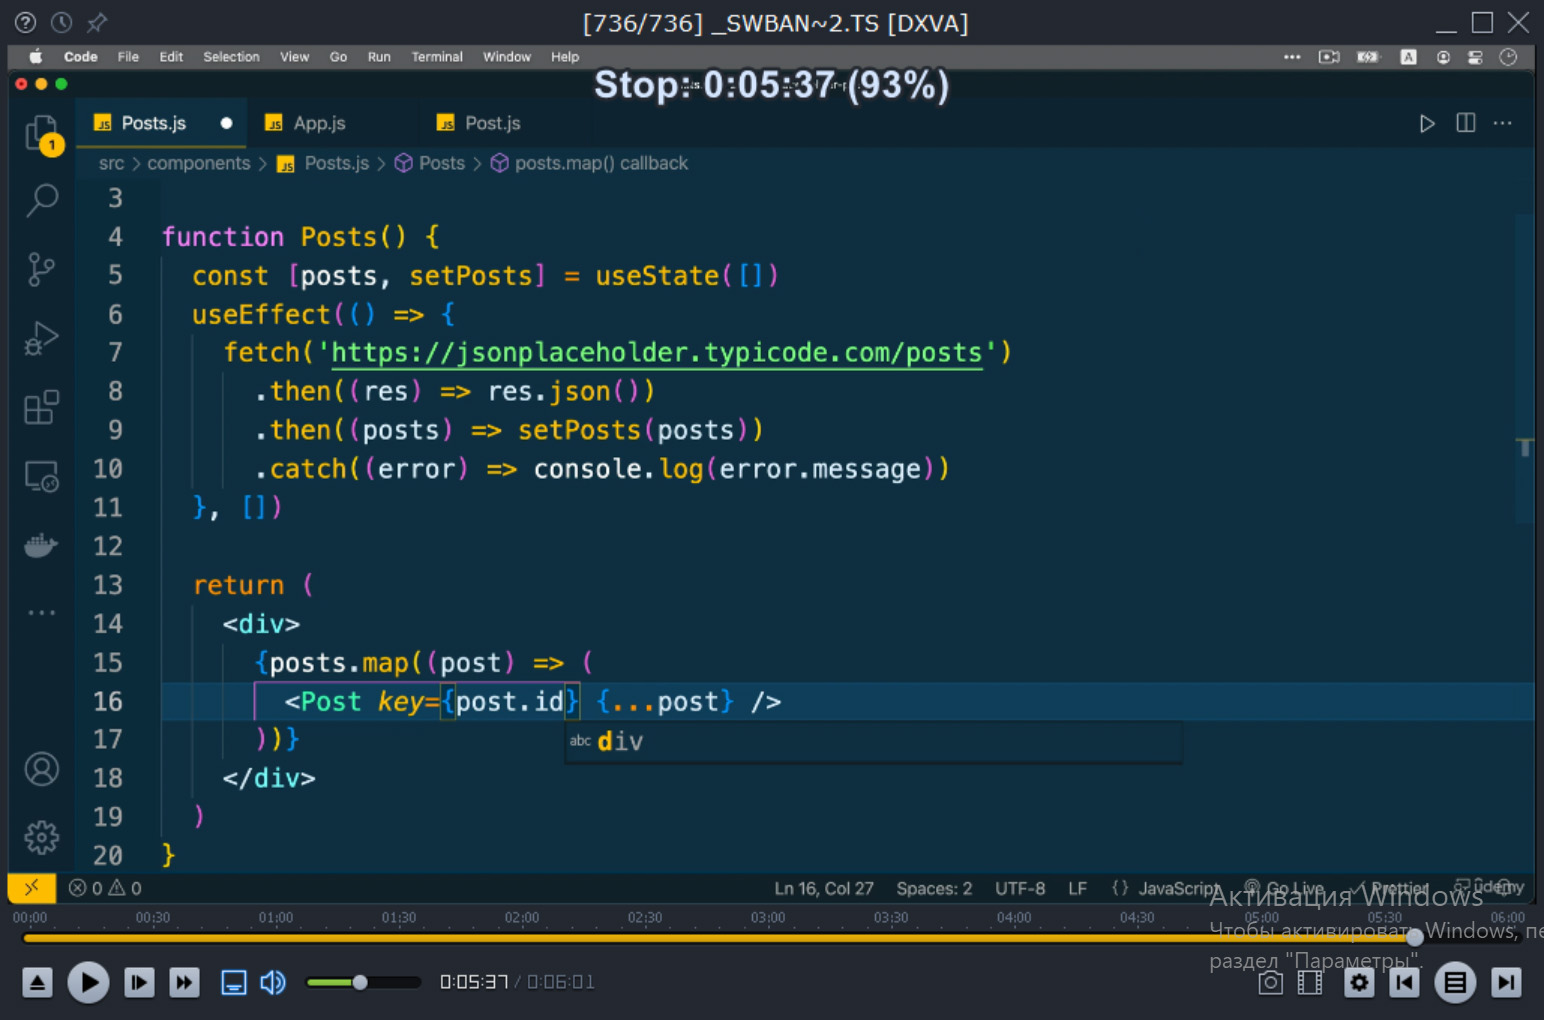 [736/736] _SWBAN~2.TS [DXVA]
Code File Edit Selection View Go Run Terminal Window Help
Stop: 0:05:37 (93%)
Posts.js App.js Post.js
1
src > components > Posts.js > Posts > posts.map() callback
3
4 function Posts() {
5 const [posts, setPosts] = useState([])
6 useEffect(() => {
7 fetch('https://jsonplaceholder.typicode.com/posts')
8 .then((res) => res.json())
9 .then((posts) => setPosts(posts))
10 .catch((error) => console.log(error.message))
11 }, [])
12
13 return (
14 <div>
15 {posts.map((post) => (
16 <Post key={post.id} {...post} />
17 ))}
abc div
18 </div>
19 )
20 }
0 0 Ln 16, Col 27 Spaces: 2 UTF-8 LF {} JavaScript Go Live Prettier ûdemy
Активация Windows
00:00 00:30 01:00 01:30 02:00 02:30 03:00 03:30 04:00 04:30 05:00 05:30 06:00
Чтобы активировать Windows, пе
раздел "Параметры".
0:05:37 / 0:06:01